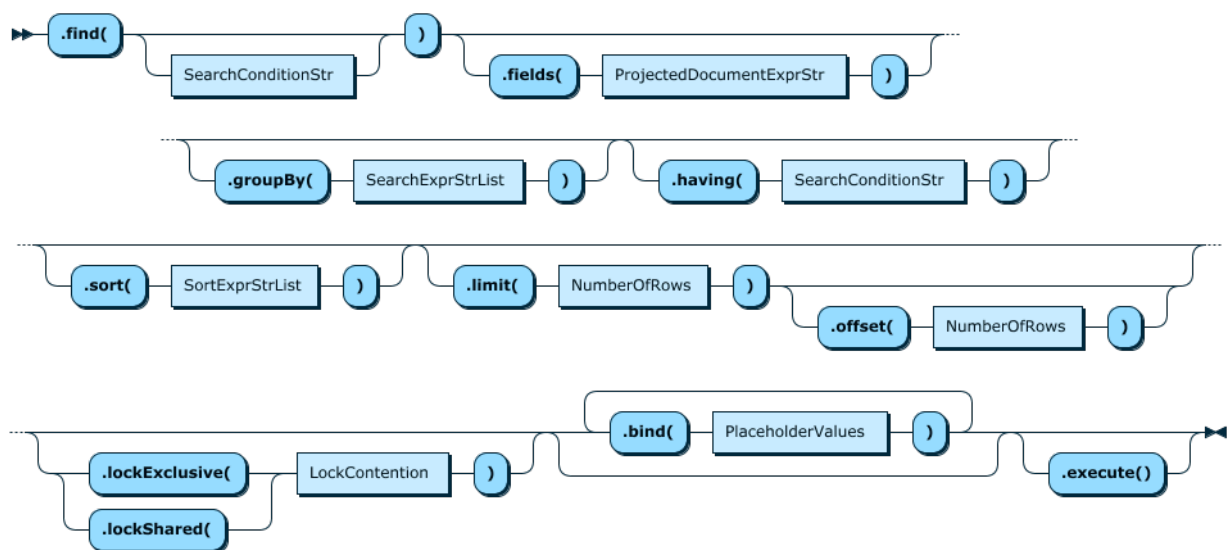 .find( )
SearchConditionStr .fields( ProjectedDocumentExprStr )
.groupBy( SearchExprStrList ) .having( SearchConditionStr )
.sort( SortExprStrList ) .limit( NumberOfRows )
.offset( NumberOfRows )
.bind( PlaceholderValues )
.lockExclusive( LockContention ) .execute()
.lockShared(